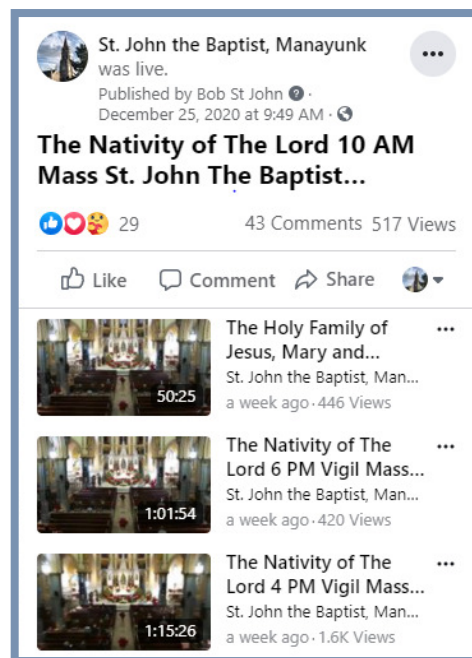 St. John the Baptist, Manayunk
was live.
Published by Bob St John ·
December 25, 2020 at 9:49 AM ·
The Nativity of The Lord 10 AM
Mass St. John The Baptist...
29 43 Comments 517 Views
Like Comment Share
The Holy Family of
Jesus, Mary and...
St. John the Baptist, Man...
a week ago · 446 Views
50:25
The Nativity of The
Lord 6 PM Vigil Mass...
St. John the Baptist, Man...
a week ago · 420 Views
1:01:54
The Nativity of The
Lord 4 PM Vigil Mass...
St. John the Baptist, Man...
a week ago · 1.6K Views
1:15:26